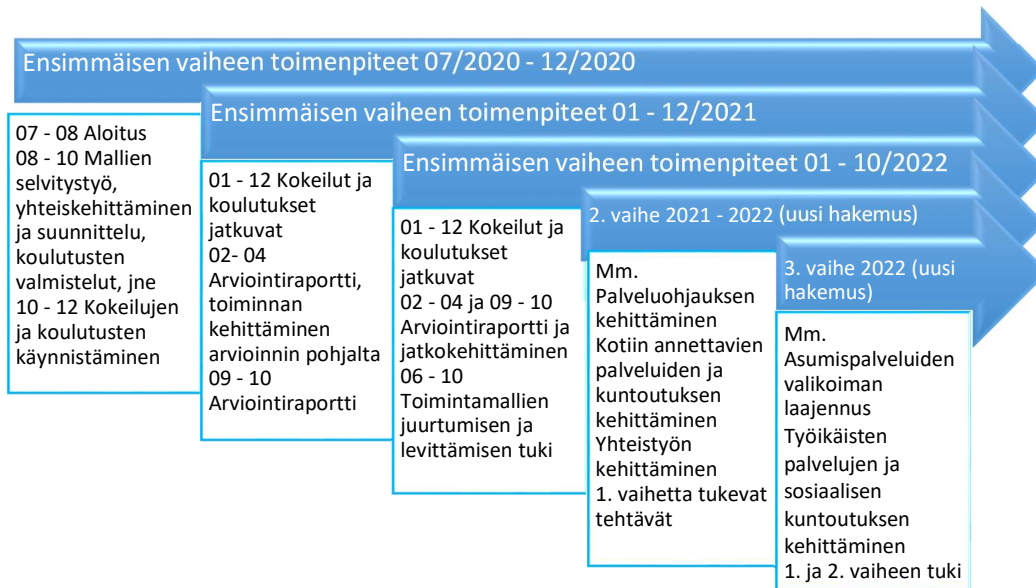 Ensimmäisen vaiheen toimenpiteet 07/2020 - 12/2020
07 - 08 Aloitus
08 - 10 Mallien
selvitystyö,
yhteiskehittäminen
ja suunnittelu,
koulutusten
valmistelut, jne
10 - 12 Kokeilujen
ja koulutusten
käynnistäminen
Ensimmäisen vaiheen toimenpiteet 01 - 12/2021
01 - 12 Kokeilut ja
koulutukset
jatkuvat
02- 04
Arviointiraportti,
toiminnan
kehittäminen
arvioinnin pohjalta
09 - 10
Arviointiraportti
Ensimmäisen vaiheen toimenpiteet 01 - 10/2022
01 - 12 Kokeilut ja
koulutukset
jatkuvat
02 - 04 ja 09 - 10
Arviointiraportti ja
jatkokehittäminen
06 - 10
Toimintamallien
juurtumisen ja
levittämisen tuki
2. vaihe 2021 - 2022 (uusi hakemus)
Mm.
Palveluohjauksen
kehittäminen
Kotiin annettavien
palveluiden ja
kuntoutuksen
kehittäminen
Yhteistyön
kehittäminen
1. vaihetta tukevat
tehtävät
3. vaihe 2022 (uusi
hakemus)
Mm.
Asumispalveluiden
valikoiman
laajennus
Työikäisten
palvelujen ja
sosiaalisen
kuntoutuksen
kehittäminen
1. ja 2. vaiheen tuki